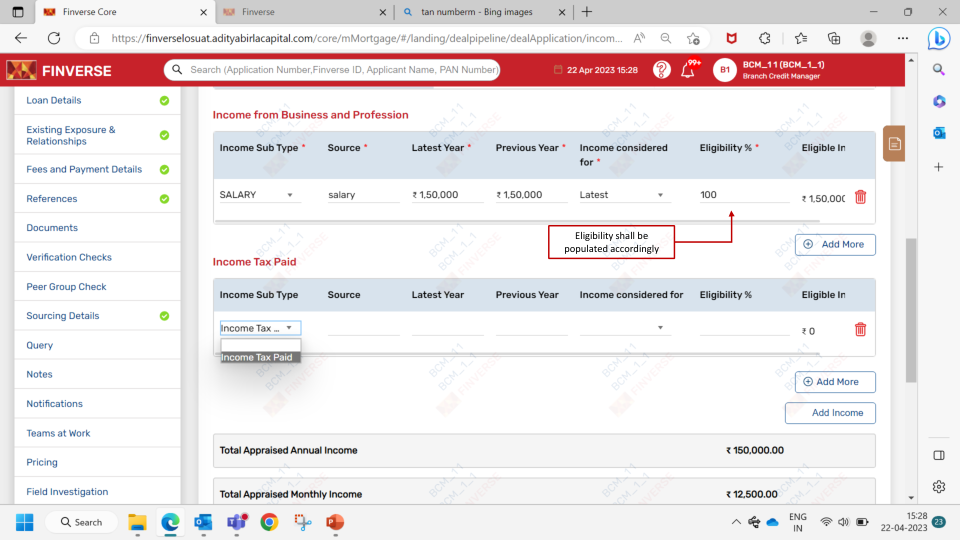 Finverse Core
Finverse
tan numberm - Bing images
https://finverselosuat.adityabirlacapital.com/core/mMortgage/#/landing/dealpipeline/dealApplication/incom...
FINVERSE
Search (Application Number,Finverse ID, Applicant Name, PAN Number)
22 Apr 2023 15:28
99+
B1
BCM_11 (BCM_1_1)
Branch Credit Manager
Loan Details
Existing Exposure &
Relationships
Fees and Payment Details
References
Documents
Verification Checks
Peer Group Check
Sourcing Details
Query
Notes
Notifications
Teams at Work
Pricing
Field Investigation
Income from Business and Profession
Income Sub Type * Source * Latest Year * Previous Year * Income considered for * Eligibility % * Eligible In
SALARY salary ₹ 1,50,000 ₹ 1,50,000 Latest 100 ₹ 1,50,000
Eligibility shall be
populated accordingly
Add More
Income Tax Paid
Income Sub Type Source Latest Year Previous Year Income considered for Eligibility % Eligible In
Income Tax ... ₹ 0
Income Tax Paid
Add More
Add Income
Total Appraised Annual Income ₹ 150,000.00
Total Appraised Monthly Income ₹ 12,500.00
BCM_11
BCM_1_1
FINVERSE
Search
ENG
IN
15:28
22-04-2023
23